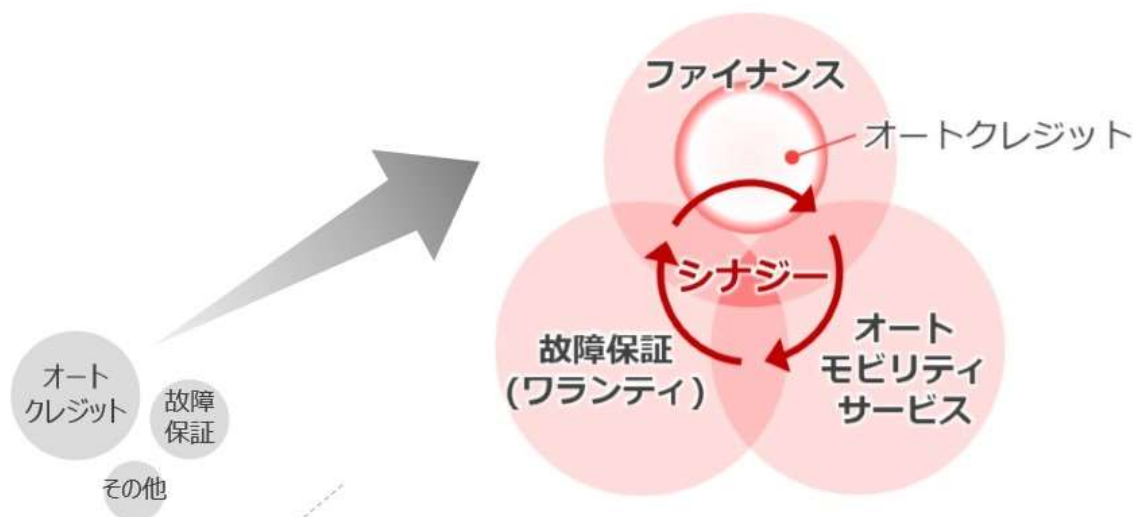 ファイナンス
オートクレジット
シナジー
故障保証
(ワランティ)
オート
モビリティ
サービス
オート
クレジット
故障
保証
その他